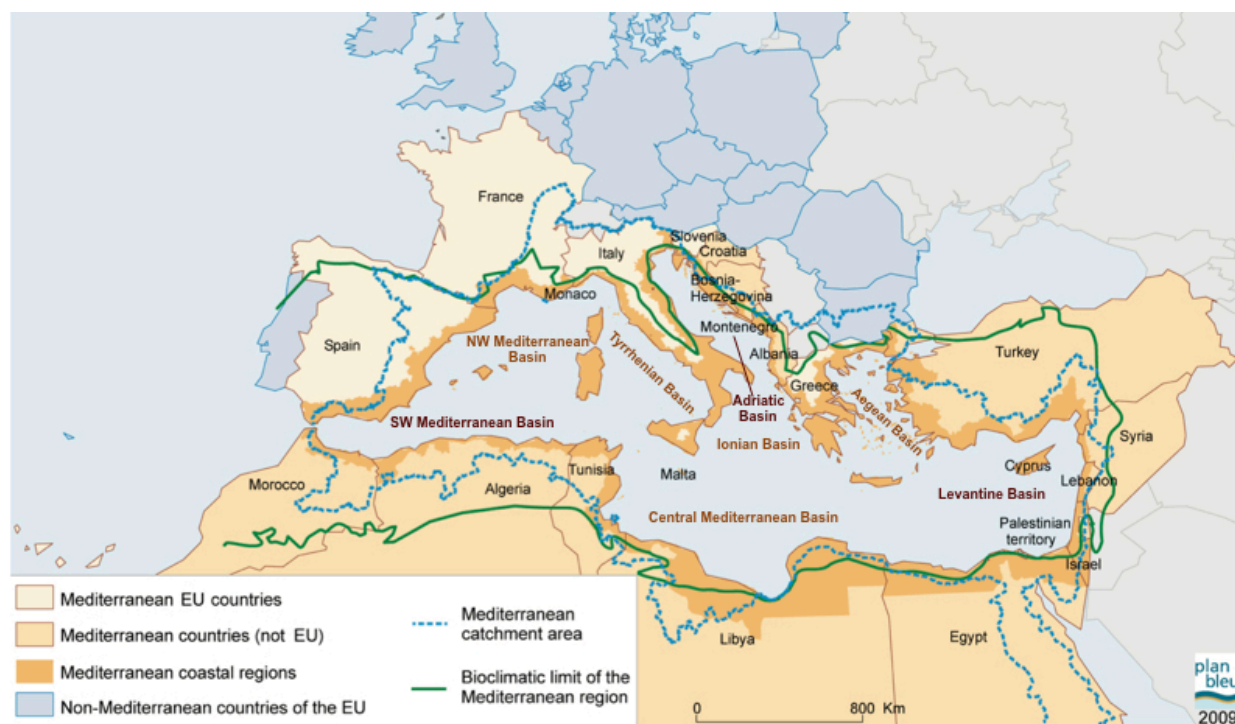 France
Slovenia
Croatia
Italy
Bosnia-
Herzegovina
Monaco
Montenegro
NW Mediterranean
Basin
Spain
Tyrrhenian Basin
Albania
Turkey
Greece
Adriatic
Basin
Aegean Basin
SW Mediterranean Basin
Ionian Basin
Syria
Tunisia
Malta
Cyprus
Morocco
Algeria
Lebanon
Levantine Basin
Central Mediterranean Basin
Palestinian
territory
Israel
Libya
Egypt
Mediterranean EU countries
Mediterranean countries (not EU)
Mediterranean coastal regions
Non-Mediterranean countries of the EU
Mediterranean
catchment area
Bioclimatic limit of the
Mediterranean region
0 800 Km
plan
bleu
2009